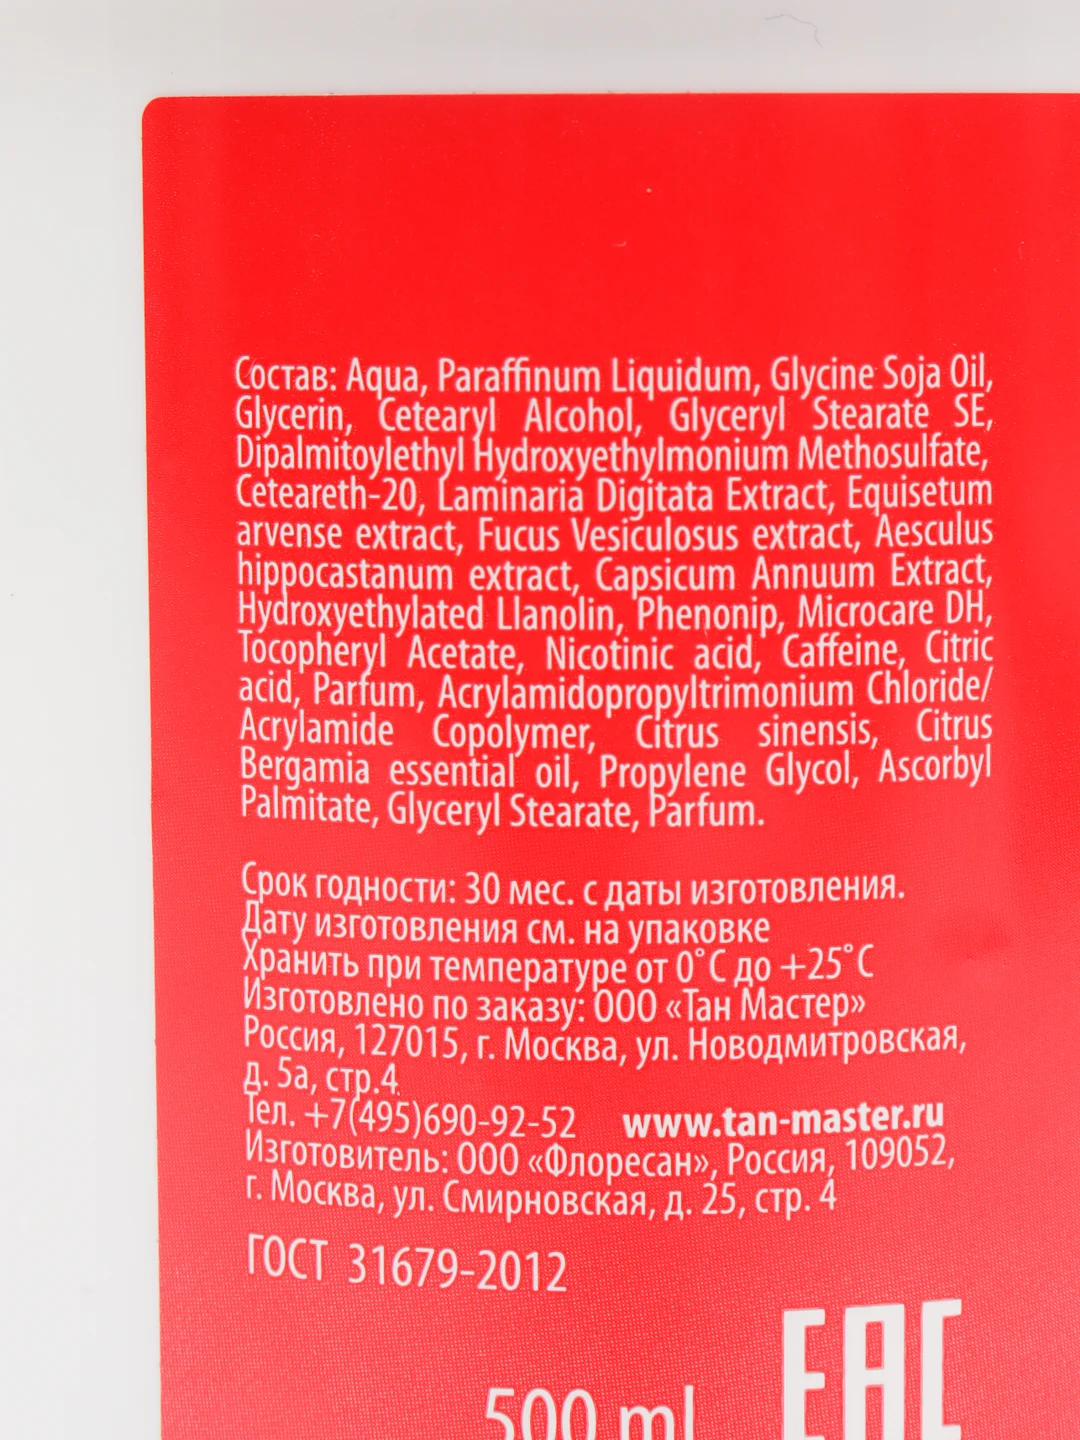 Состав: Aqua, Paraffinum Liquidum, Glycine Soja Oil,
Glycerin, Cetearyl Alcohol, Glyceryl Stearate SE,
Dipalmitoylethyl Hydroxyethylmonium Methosulfate,
Ceteareth-20, Laminaria Digitata Extract, Equisetum
arvense extract, Fucus Vesiculosus extract, Aesculus
hippocastanum extract, Capsicum Annuum Extract,
Hydroxyethylated Llanolin, Phenonip, Microcare DH,
Tocopheryl Acetate, Nicotinic acid, Caffeine, Citric
acid, Parfum, Acrylamidopropyltrimonium Chloride/
Acrylamide Copolymer, Citrus sinensis, Citrus
Bergamia essential oil, Propylene Glycol, Ascorbyl
Palmitate, Glyceryl Stearate, Parfum.
Срок годности: 30 мес. с даты изготовления.
Дату изготовления см. на упаковке
Хранить при температуре от 0°С до +25°С
Изготовлено по заказу: ООО «Тан Мастер»
Россия, 127015, г. Москва, ул. Новодмитровская,
д. 5а, стр.4
Тел. +7(495)690-92-52 www.tan-master.ru
Изготовитель: ООО «Флоресан», Россия, 109052,
г. Москва, ул. Смирновская, д. 25, стр. 4
ГОСТ 31679-2012
EAC
500 ml